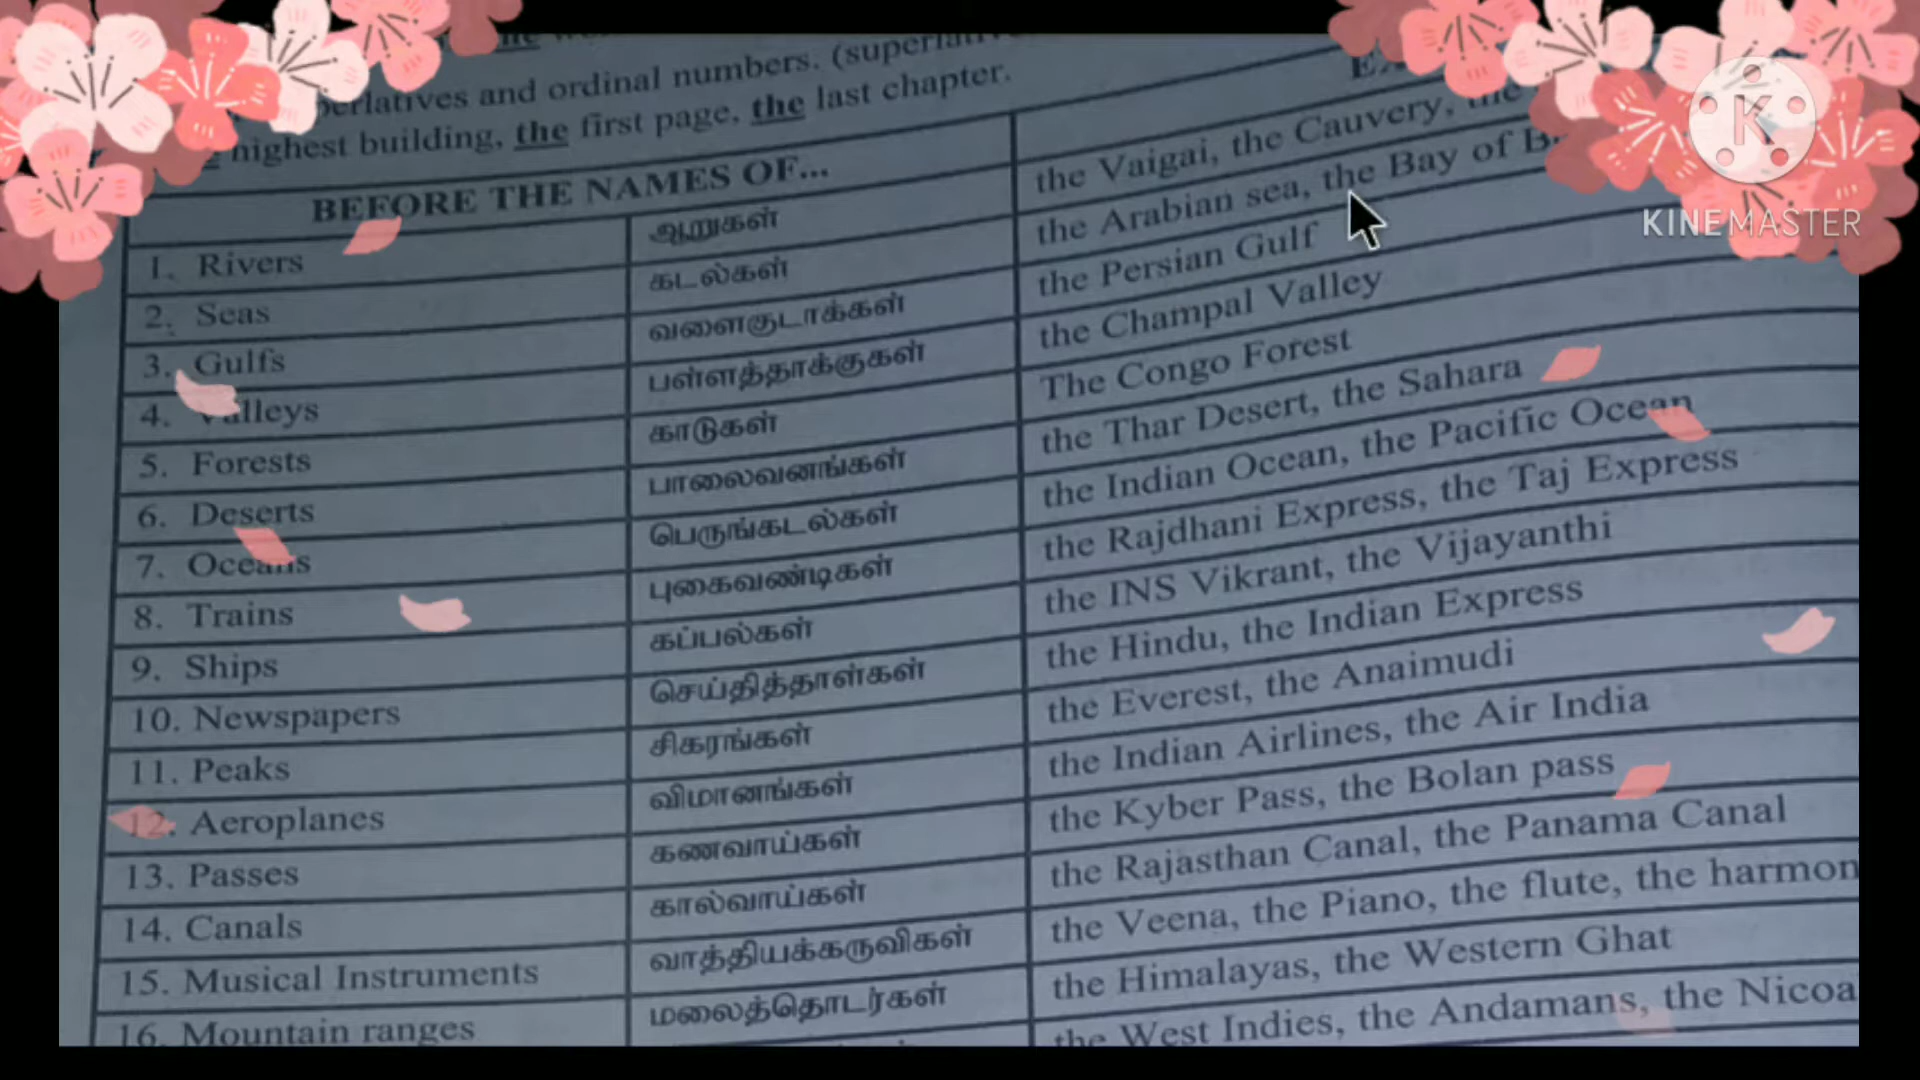 erlatives and ordinal numbers. (superlati
highest building, the first page, the last chapter.
BEFORE THE NAMES OF...
1. Rivers ஆறுகள் the Vaigai, the Cauvery, the
2. Seas கடல்கள் the Arabian sea, the Bay of B
3. Gulfs வளைகுடாக்கள் the Persian Gulf
4. Valleys பள்ளத்தாக்குகள் the Champal Valley
5. Forests காடுகள் The Congo Forest
6. Deserts பாலைவனங்கள் the Thar Desert, the Sahara
7. Oceans பெருங்கடல்கள் the Indian Ocean, the Pacific Ocean
8. Trains புகைவண்டிகள் the Rajdhani Express, the Taj Express
9. Ships கப்பல்கள் the INS Vikrant, the Vijayanthi
10. Newspapers செய்தித்தாள்கள் the Hindu, the Indian Express
11. Peaks சிகரங்கள் the Everest, the Anaimudi
12. Aeroplanes விமானங்கள் the Indian Airlines, the Air India
13. Passes கணவாய்கள் the Kyber Pass, the Bolan pass
14. Canals கால்வாய்கள் the Rajasthan Canal, the Panama Canal
15. Musical Instruments வாத்தியக்கருவிகள் the Veena, the Piano, the flute, the harmon
16. Mountain ranges மலைத்தொடர்கள் the Himalayas, the Western Ghat
the West Indies, the Andamans, the Nicoa
K
KINEMASTER